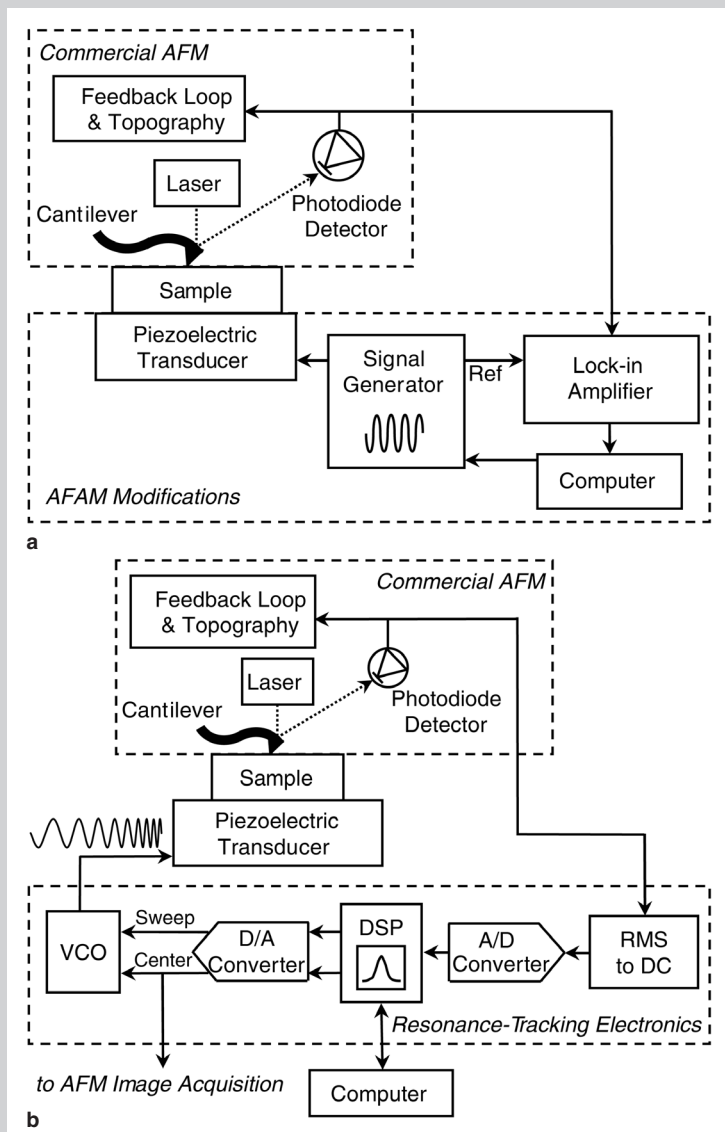 Commercial AFM
Feedback Loop
& Topography
Laser
Photodiode
Detector
Cantilever
Sample
Piezoelectric
Transducer
Signal
Generator
Ref
Lock-in
Amplifier
Computer
AFAM Modifications
a
Commercial AFM
Feedback Loop
& Topography
Laser
Photodiode
Detector
Cantilever
Sample
Piezoelectric
Transducer
VCO
Sweep
Center
D/A
Converter
DSP
A/D
Converter
RMS
to DC
Resonance-Tracking Electronics
to AFM Image Acquisition
Computer
b